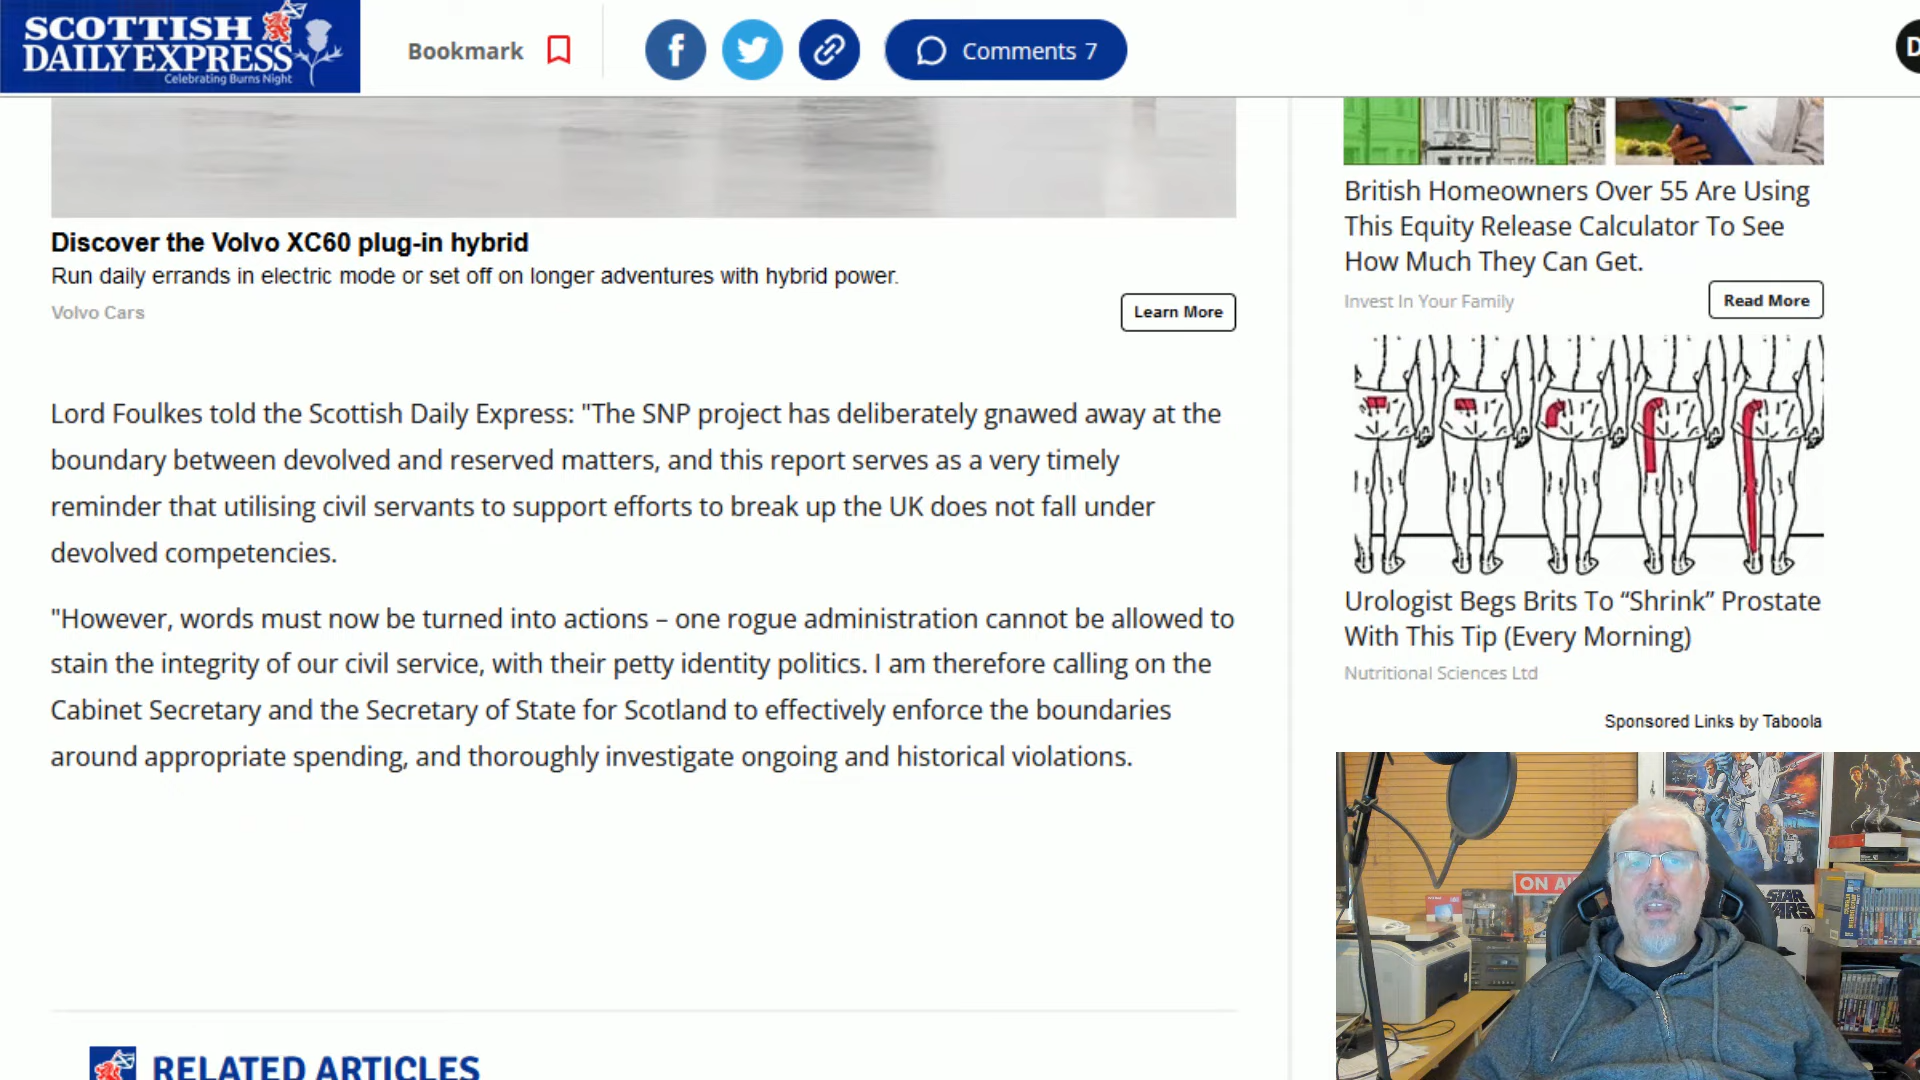 SCOTTISH
DAILY EXPRESS
Celebrating Burns Night
Bookmark
Comments 7
D
Discover the Volvo XC60 plug-in hybrid
Run daily errands in electric mode or set off on longer adventures with hybrid power.
Volvo Cars
Learn More
Lord Foulkes told the Scottish Daily Express: "The SNP project has deliberately gnawed away at the
boundary between devolved and reserved matters, and this report serves as a very timely
reminder that utilising civil servants to support efforts to break up the UK does not fall under
devolved competencies.
"However, words must now be turned into actions – one rogue administration cannot be allowed to
stain the integrity of our civil service, with their petty identity politics. I am therefore calling on the
Cabinet Secretary and the Secretary of State for Scotland to effectively enforce the boundaries
around appropriate spending, and thoroughly investigate ongoing and historical violations.
RELATED ARTICLES
British Homeowners Over 55 Are Using
This Equity Release Calculator To See
How Much They Can Get.
Invest In Your Family
Read More
Urologist Begs Brits To “Shrink” Prostate
With This Tip (Every Morning)
Nutritional Sciences Ltd
Sponsored Links by Taboola
ON AI
STAR
WARS